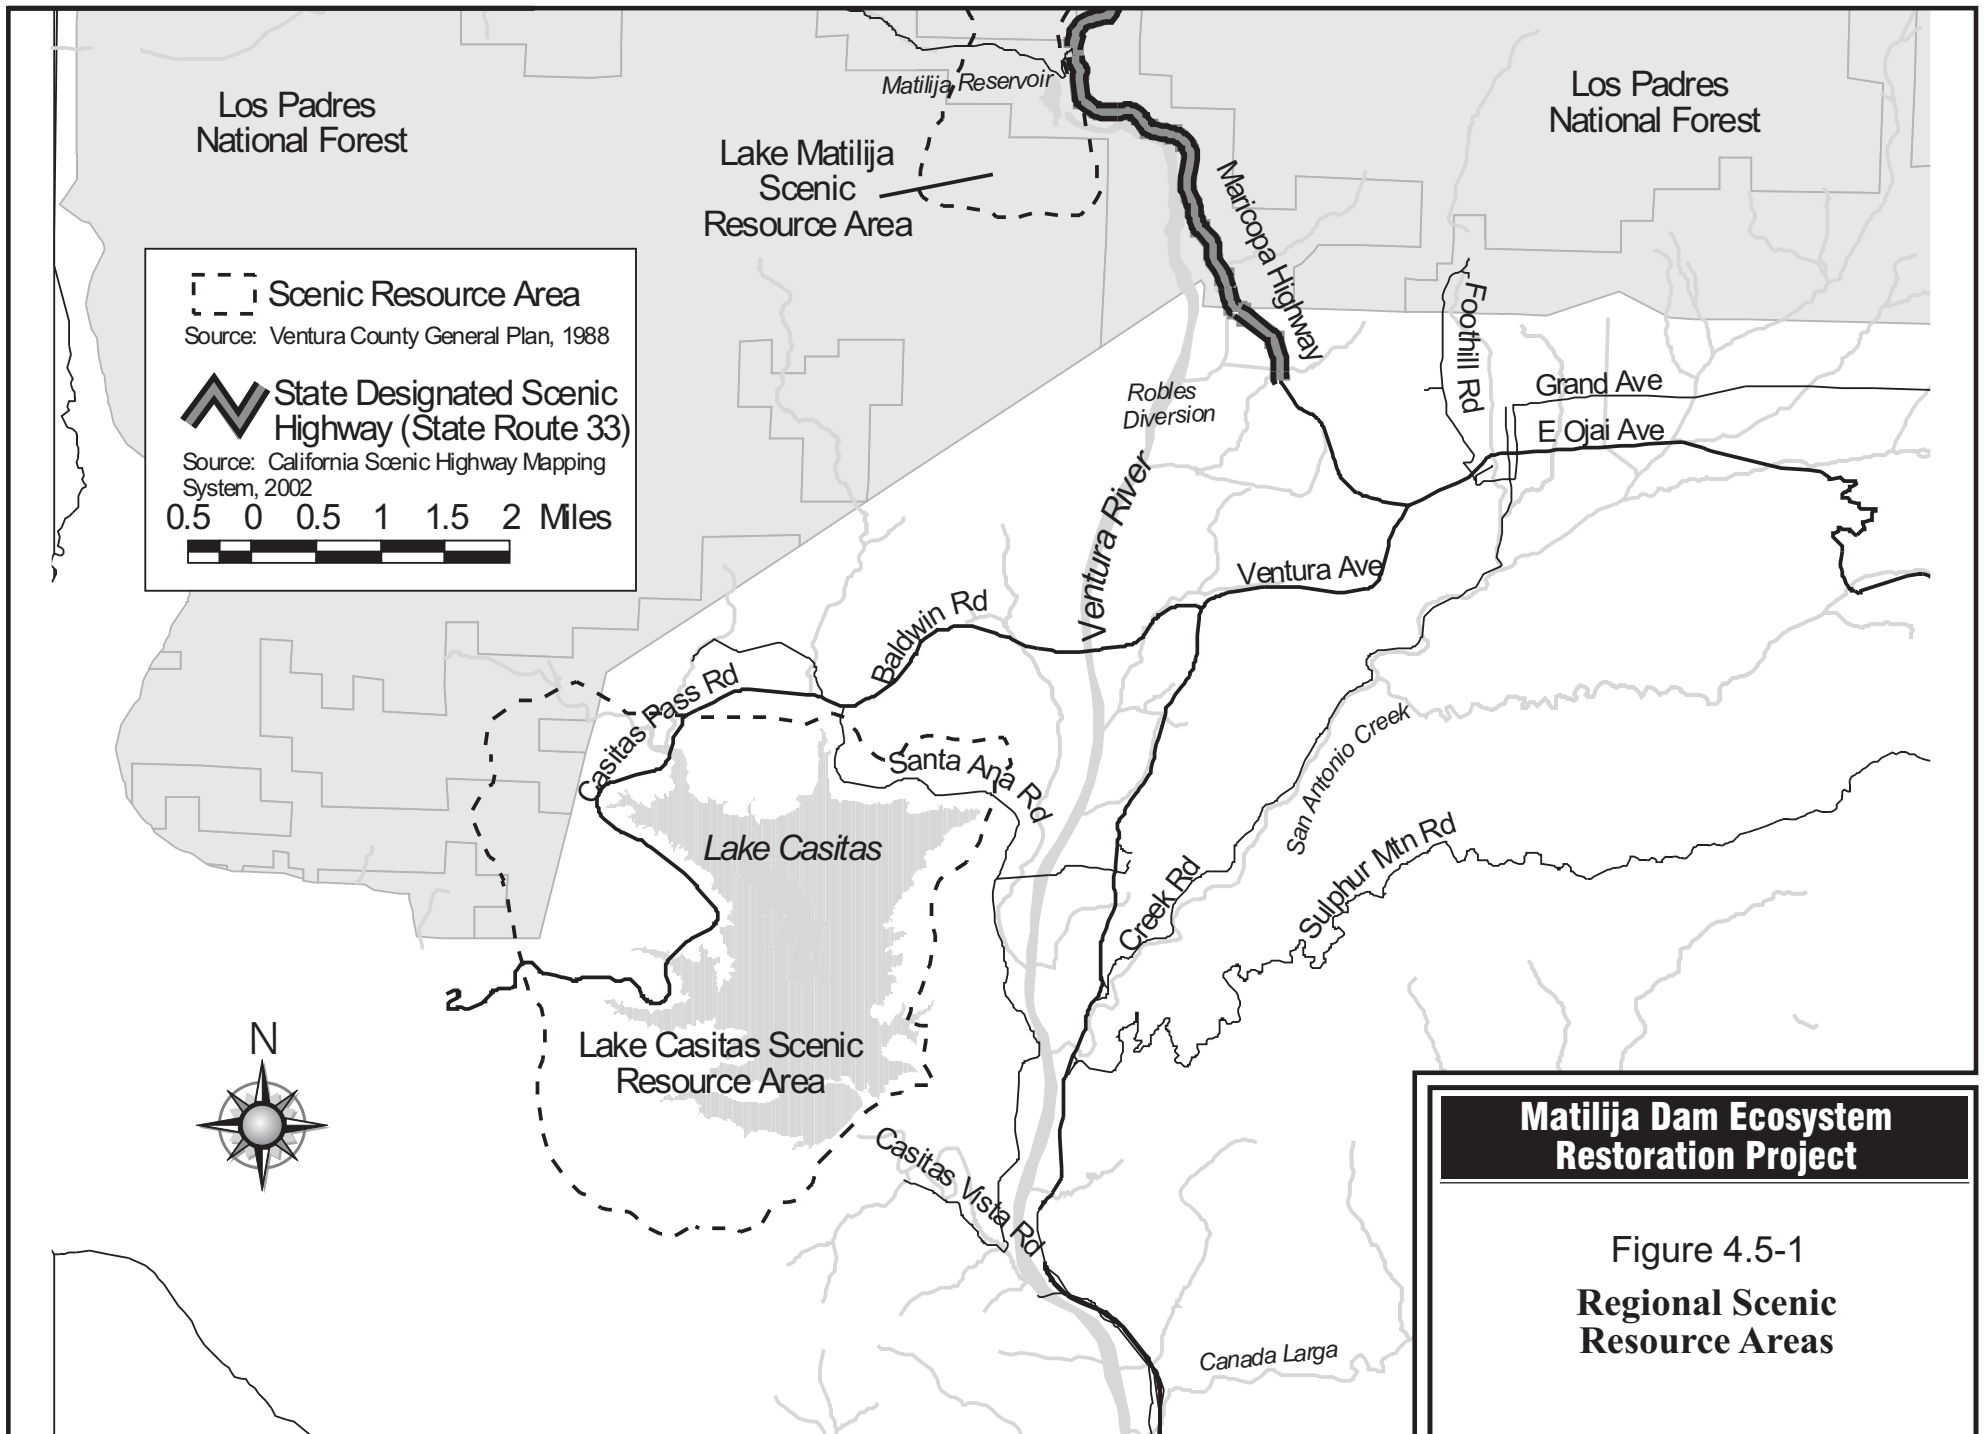 Los Padres
National Forest
Matilija Reservoir
Los Padres
National Forest
Lake Matilija
Scenic
Resource Area
Maricopa Highway
Scenic Resource Area
Source: Ventura County General Plan, 1988
State Designated Scenic
Highway (State Route 33)
Source: California Scenic Highway Mapping
System, 2002
0.5 0 0.5 1 1.5 2 Miles
Foothill Rd
Grand Ave
E Ojai Ave
Robles
Diversion
Ventura River
Ventura Ave
Baldwin Rd
Casitas Pass Rd
Santa Ana Rd
San Antonio Creek
Lake Casitas
Sulphur Mtn Rd
Creek Rd
N
Lake Casitas Scenic
Resource Area
Casitas Vista Rd
Canada Larga
Matilija Dam Ecosystem
Restoration Project
Figure 4.5-1
Regional Scenic
Resource Areas